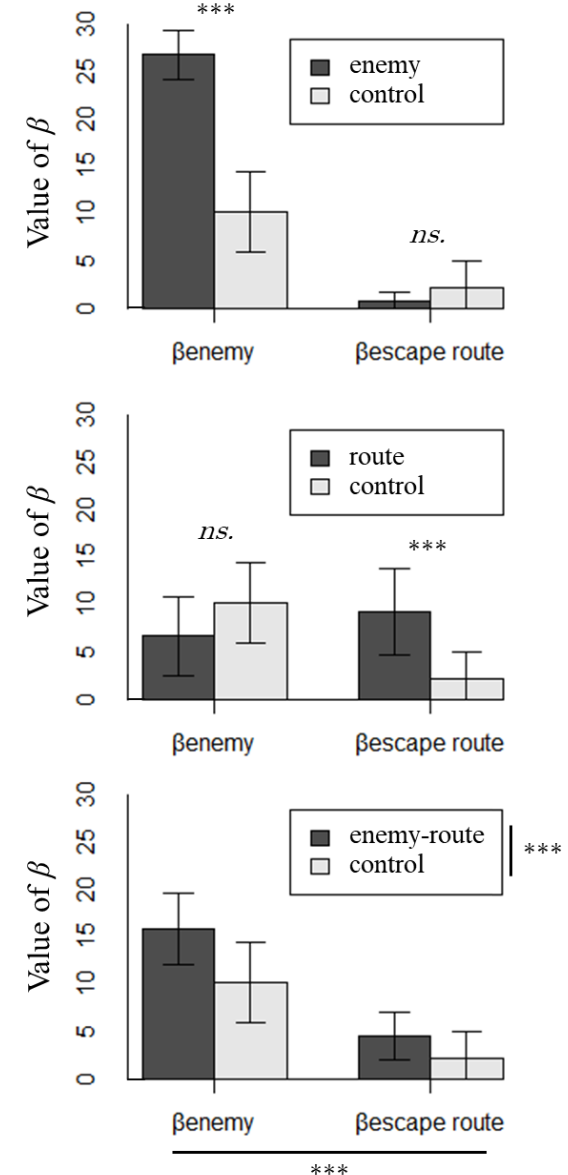 ***
30
25
20
15
10
5
0
Value of β
enemy
control
ns.
βenemy
βescape route
30
25
20
15
10
5
0
Value of β
route
control
ns.
***
βenemy
βescape route
30
25
20
15
10
5
0
Value of β
enemy-route
control
***
βenemy
βescape route
***